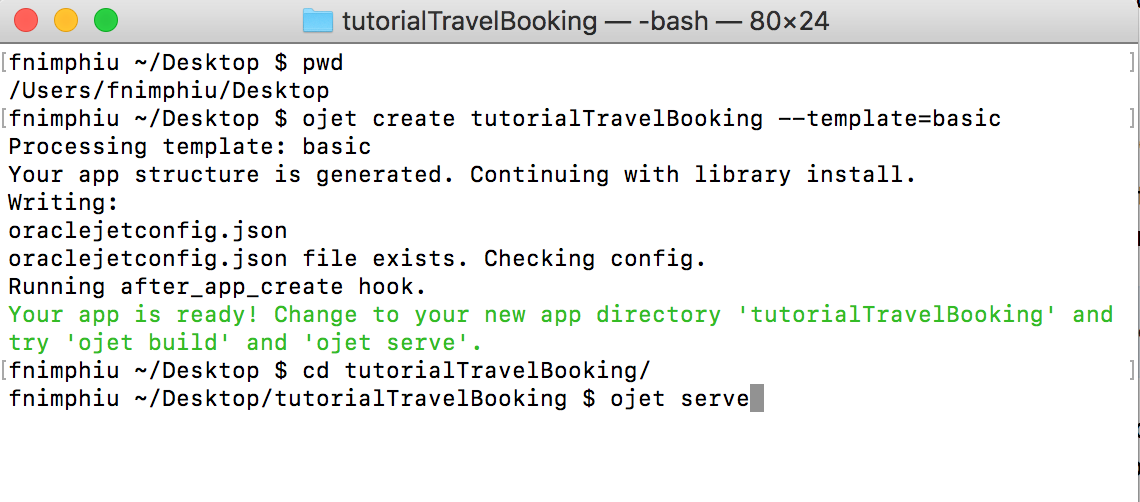 tutorialTravelBooking — -bash — 80×24
[fnimphiu ~/Desktop $ pwd ]
/Users/fnimphiu/Desktop
[fnimphiu ~/Desktop $ ojet create tutorialTravelBooking --template=basic ]
Processing template: basic
Your app structure is generated. Continuing with library install.
Writing:
oraclejetconfig.json
oraclejetconfig.json file exists. Checking config.
Running after_app_create hook.
Your app is ready! Change to your new app directory 'tutorialTravelBooking' and
try 'ojet build' and 'ojet serve'.
[fnimphiu ~/Desktop $ cd tutorialTravelBooking/ ]
fnimphiu ~/Desktop/tutorialTravelBooking $ ojet serve